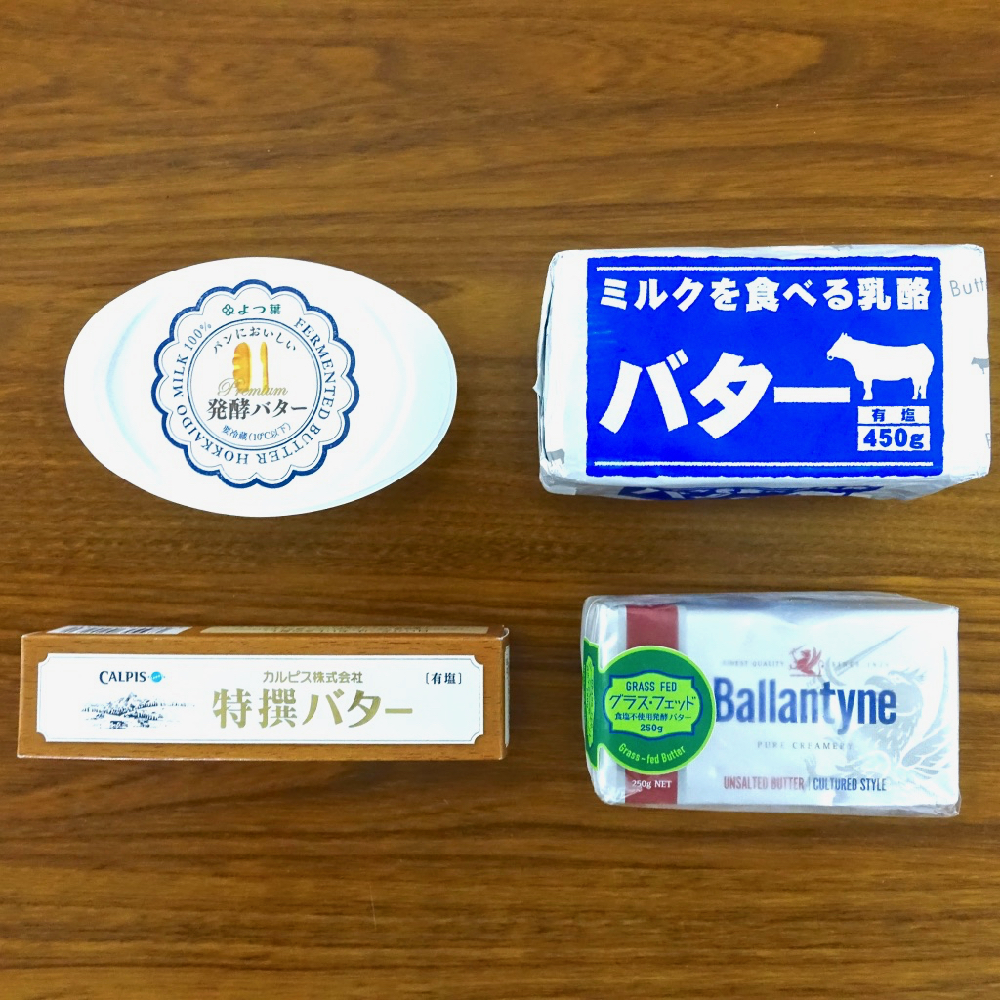 よつ葉
FERMENTED BUTTER HOKKAIDO MILK 100%
パンにおいしい
Premium
発酵バター
要冷蔵(10℃以下)
ミルクを食べる乳酪
バター
有塩
450g
Butt
CALPIS
カルピス株式会社
[有塩]
特撰バター
GRASS FED
グラス・フェッド
食塩不使用発酵バター
250g
Grass-fed Butter
FINEST QUALITY
Ballantyne
PURE CREAMERY
UNSALTED BUTTER | CULTURED STYLE
250g NET